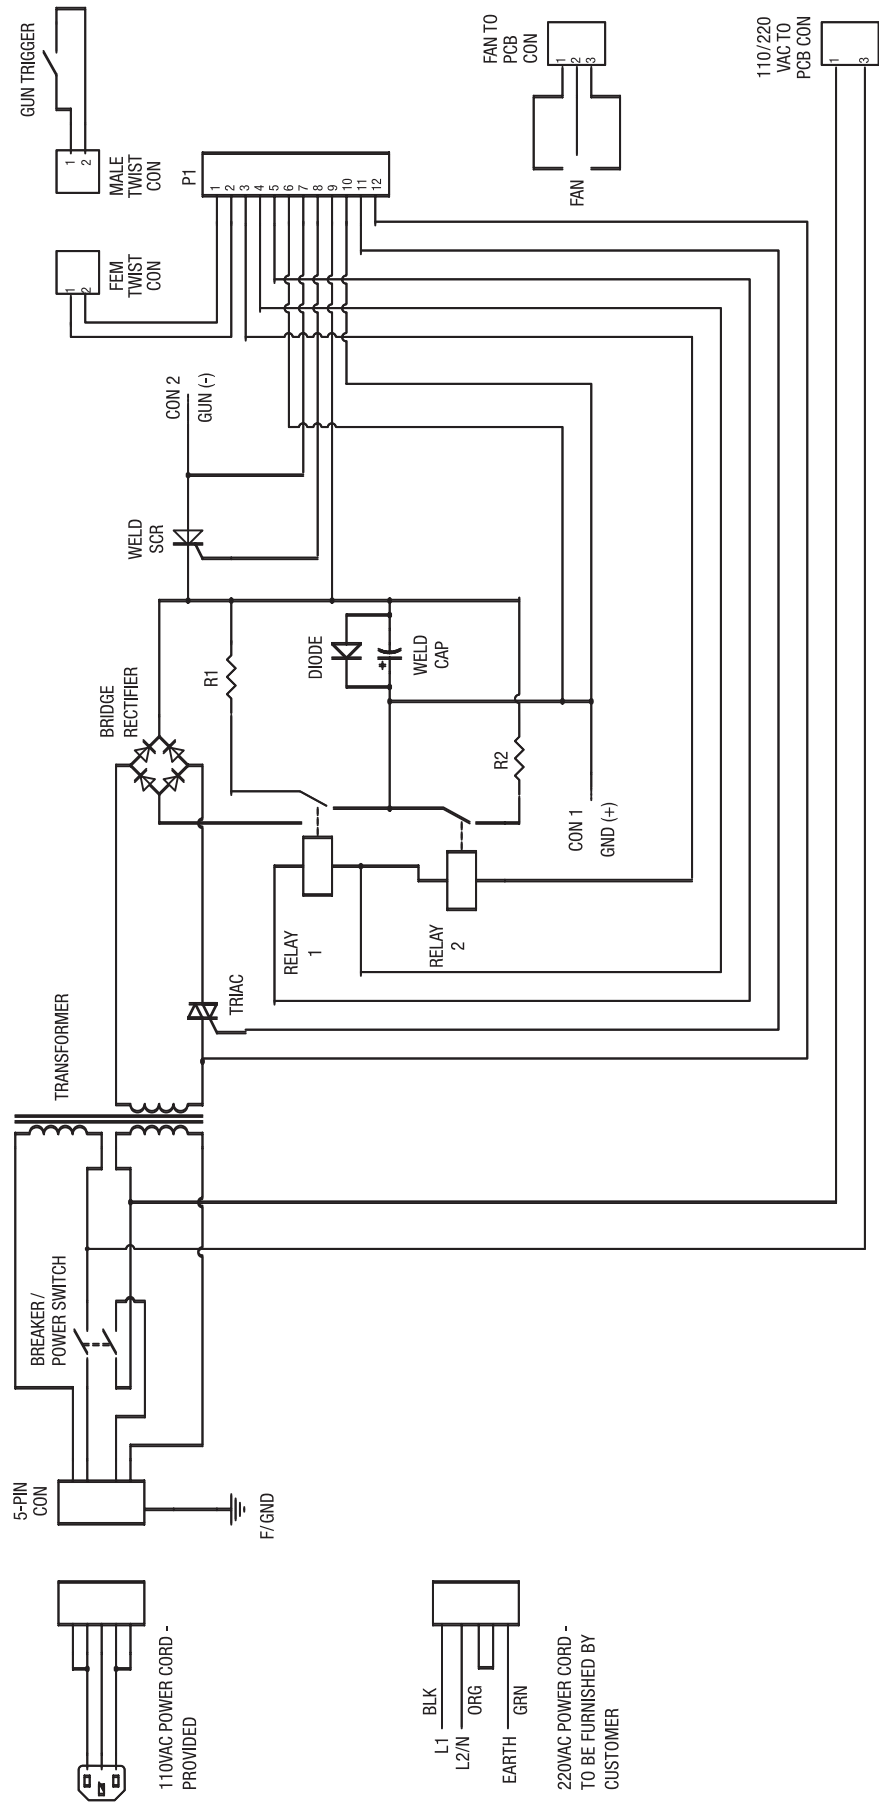 GUN TRIGGER
1
2
MALE
TWIST
CON
FEM
TWIST
CON
1
2
P1
1
2
3
4
5
6
7
8
9
10
11
12
FAN TO
PCB
CON
1
2
3
FAN
110/220
VAC TO
PCB CON
1
3
CON 2
GUN (-)
WELD
SCR
BRIDGE
RECTIFIER
R1
DIODE
+
WELD
CAP
R2
CON 1
GND (+)
RELAY
1
RELAY
2
TRIAC
TRANSFORMER
BREAKER/
POWER SWITCH
5-PIN
CON
F/GND
110VAC POWER CORD -
PROVIDED
L1
BLK
L2/N
ORG
EARTH
GRN
220VAC POWER CORD -
TO BE FURNISHED BY
CUSTOMER